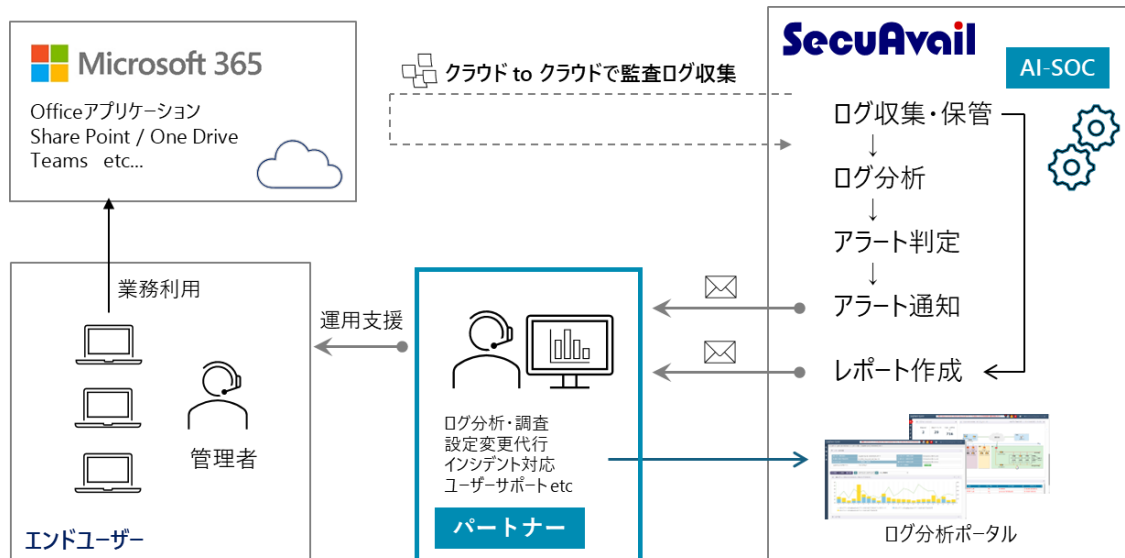 Microsoft 365
Officeアプリケーション
Share Point / One Drive
Teams etc...
クラウド to クラウドで監査ログ収集
SecuAvail
AI-SOC
ログ収集・保管
↓
ログ分析
↓
アラート判定
↓
アラート通知
レポート作成
業務利用
管理者
エンドユーザー
運用支援
ログ分析・調査
設定変更代行
インシデント対応
ユーザーサポート etc
パートナー
ログ分析ポータル